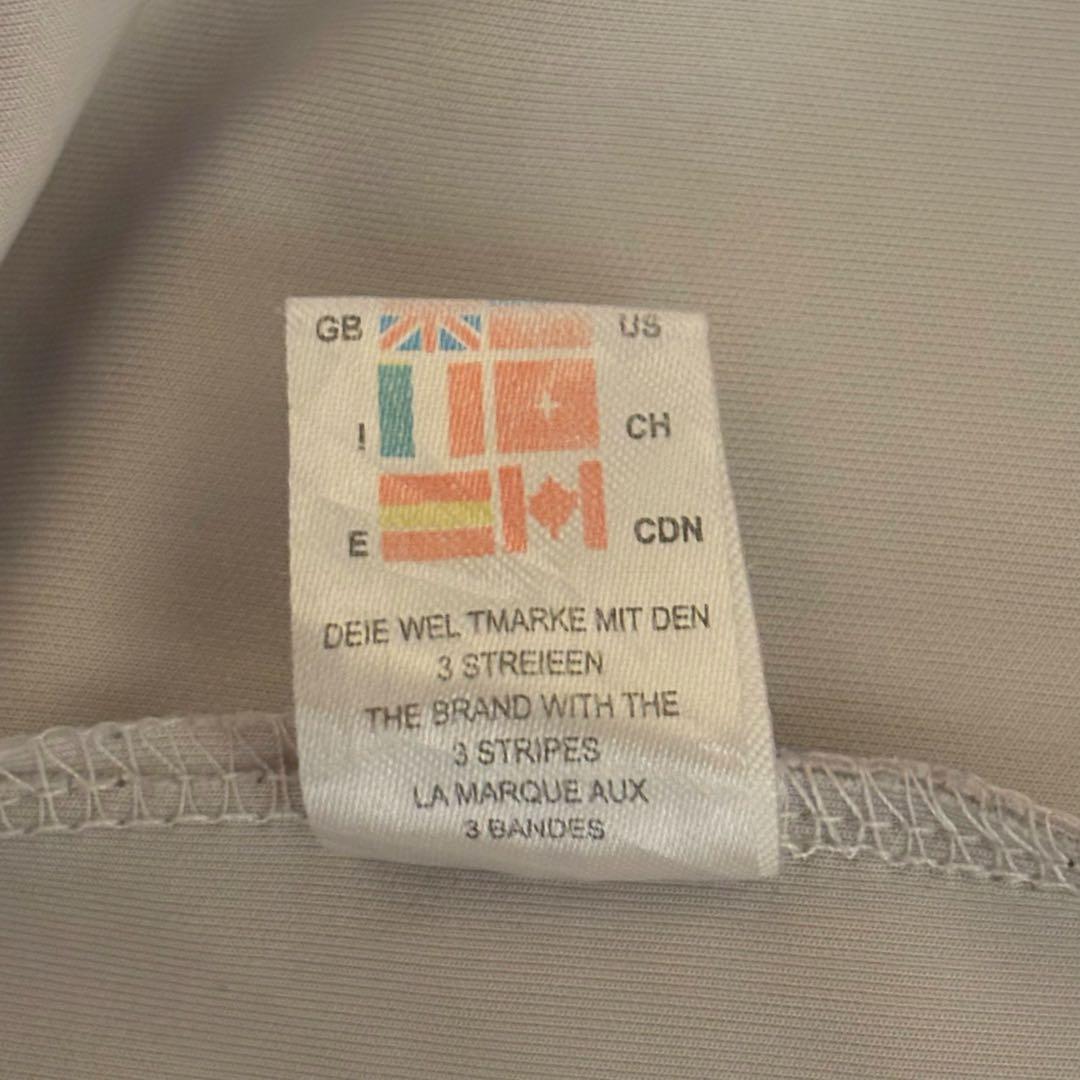 GB US
I CH
E CDN
DEIE WEL TMARKE MIT DEN
3 STREIEEN
THE BRAND WITH THE
3 STRIPES
LA MARQUE AUX
3 BANDES